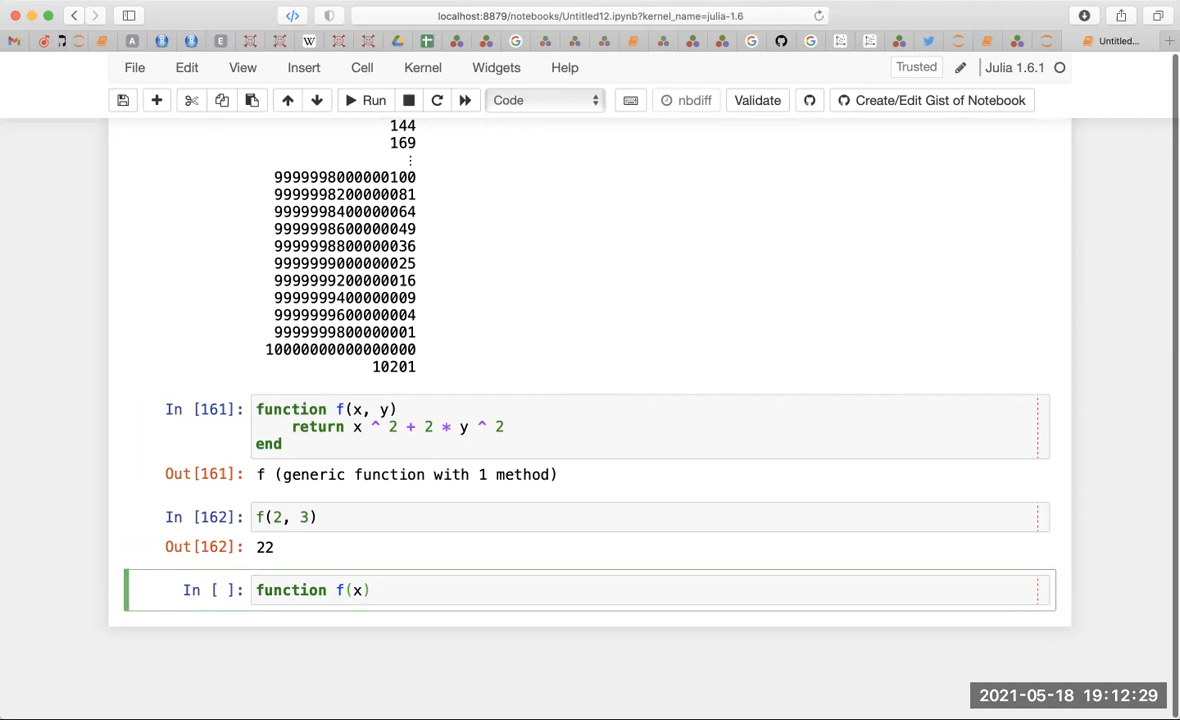 localhost:8879/notebooks/Untitled12.ipynb?kernel_name=julia-1.6
Untitled...
File Edit View Insert Cell Kernel Widgets Help Trusted Julia 1.6.1
Run Code nbdiff Validate Create/Edit Gist of Notebook
144
169
⋮
9999998000000100
9999998200000081
9999998400000064
9999998600000049
9999998800000036
9999999000000025
9999999200000016
9999999400000009
9999999600000004
9999999800000001
10000000000000000
10201
In [161]: function f(x, y)
return x ^ 2 + 2 * y ^ 2
end
Out[161]: f (generic function with 1 method)
In [162]: f(2, 3)
Out[162]: 22
In [ ]: function f(x)
2021-05-18 19:12:29